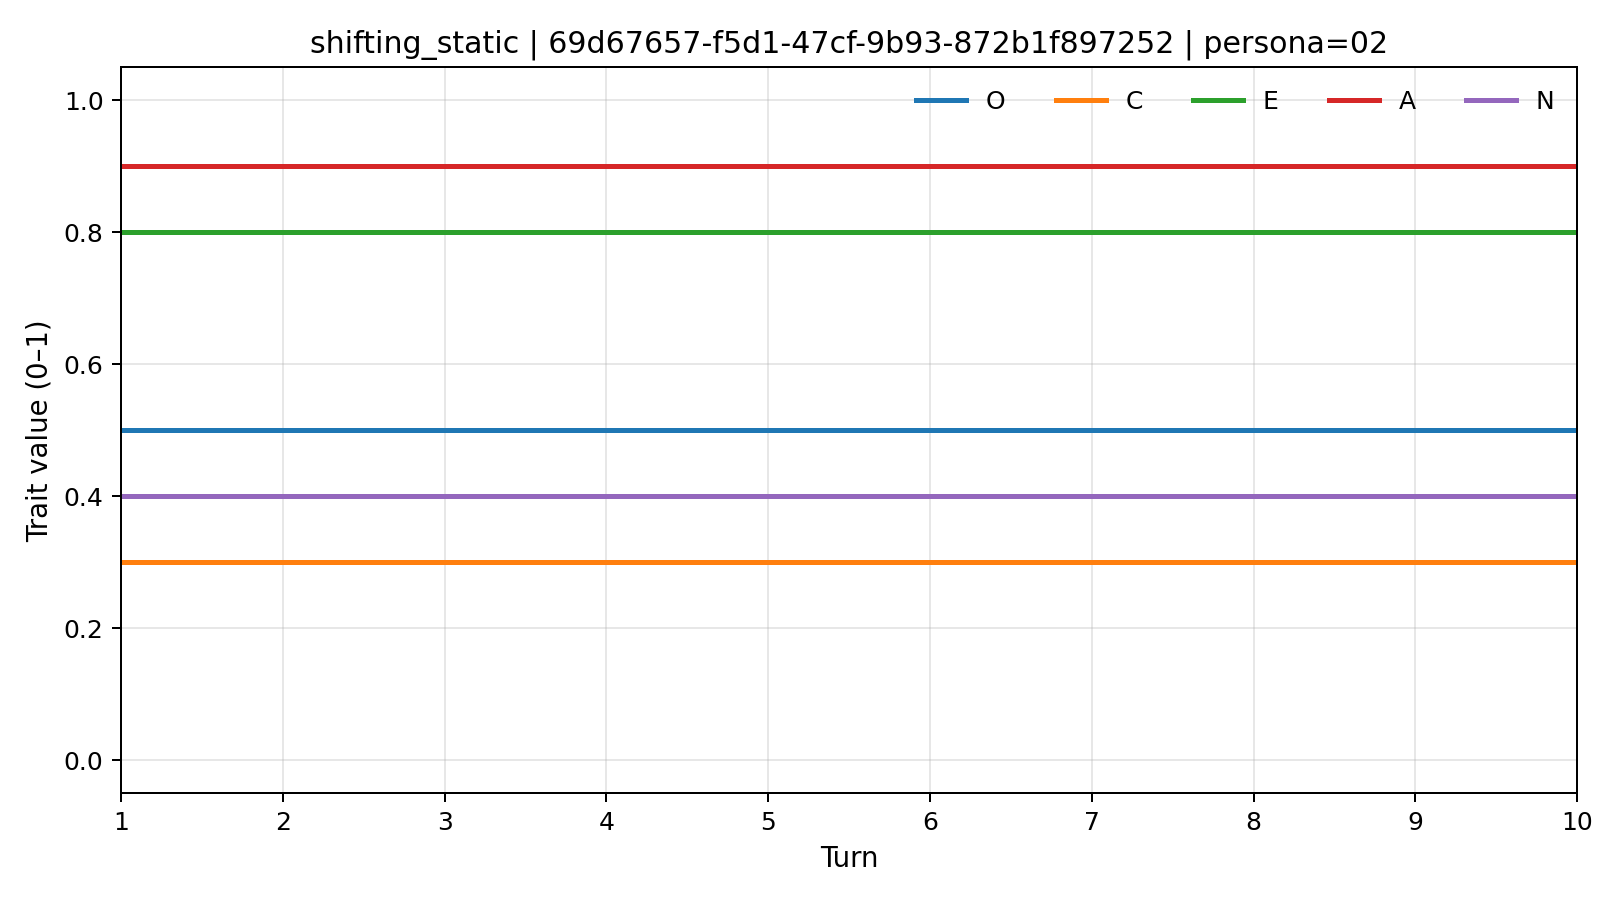 shifting_static | 69d67657-f5d1-47cf-9b93-872b1f897252 | persona=02
O C E A N
Trait value (0–1)
1.0
0.8
0.6
0.4
0.2
0.0
1 2 3 4 5 6 7 8 9 10
Turn